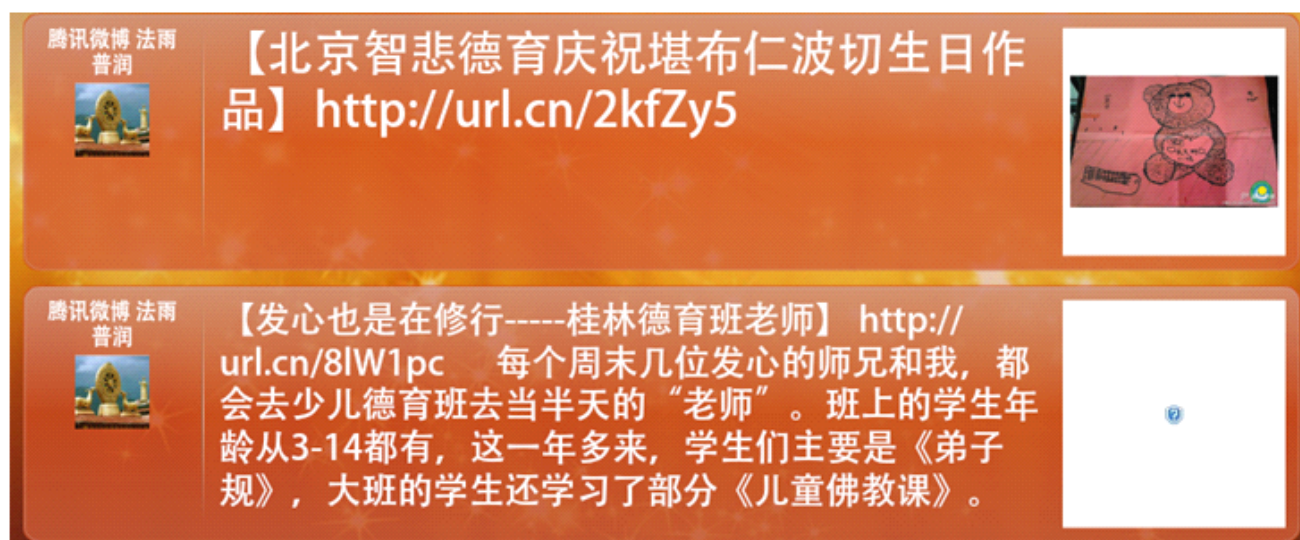 腾讯微博 法雨
普润
【北京智悲德育庆祝堪布仁波切生日作
品】http://url.cn/2kfZy5
腾讯微博 法雨
普润
【发心也是在修行-----桂林德育班老师】 http://
url.cn/8lW1pc 每个周末几位发心的师兄和我，都
会去少儿德育班去当半天的“老师”。班上的学生年
龄从3-14都有，这一年多来，学生们主要是《弟子
规》，大班的学生还学习了部分《儿童佛教课》。